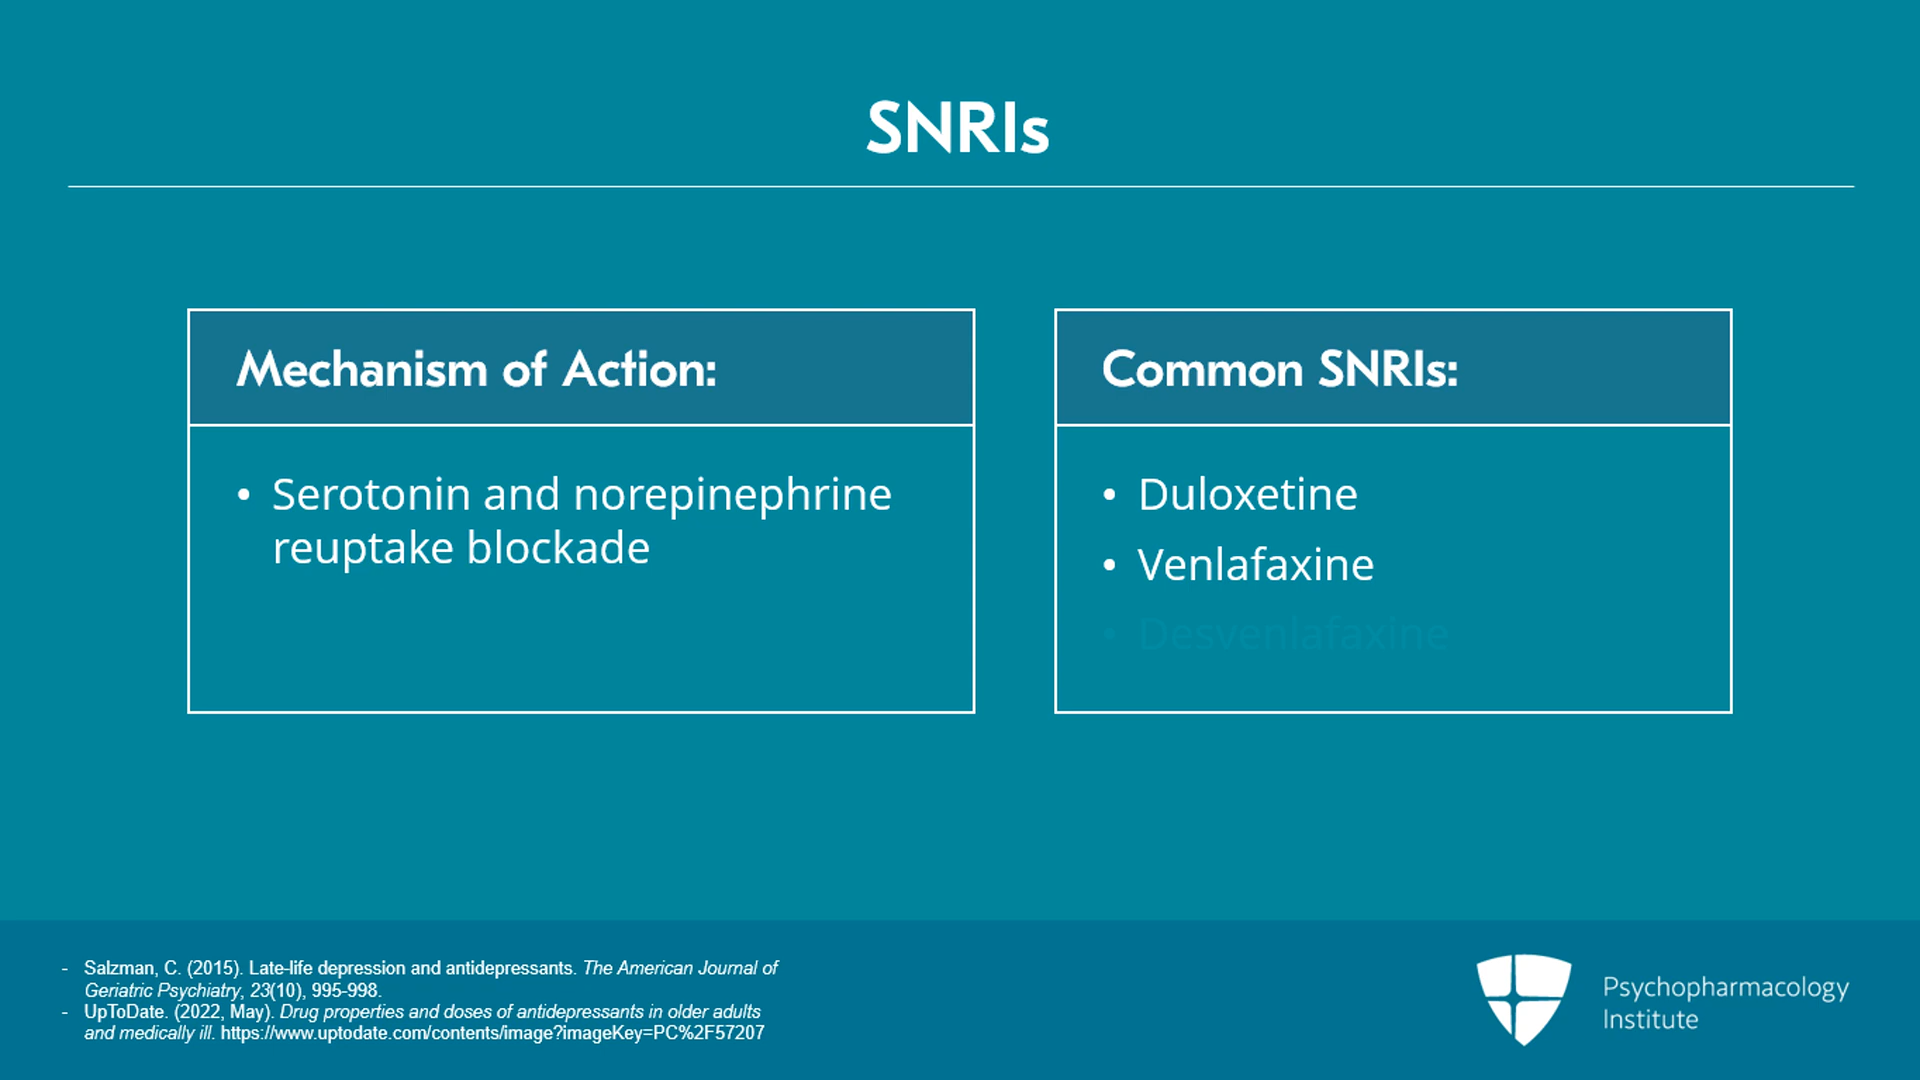 SNRIs
Mechanism of Action:
• Serotonin and norepinephrine
reuptake blockade
Common SNRIs:
• Duloxetine
• Venlafaxine
• Desvenlafaxine
- Salzman, C. (2015). Late-life depression and antidepressants. The American Journal of
Geriatric Psychiatry, 23(10), 995-998.
- UpToDate. (2022, May). Drug properties and doses of antidepressants in older adults
and medically ill. https://www.uptodate.com/contents/image?imageKey=PC%2F57207
Psychopharmacology
Institute